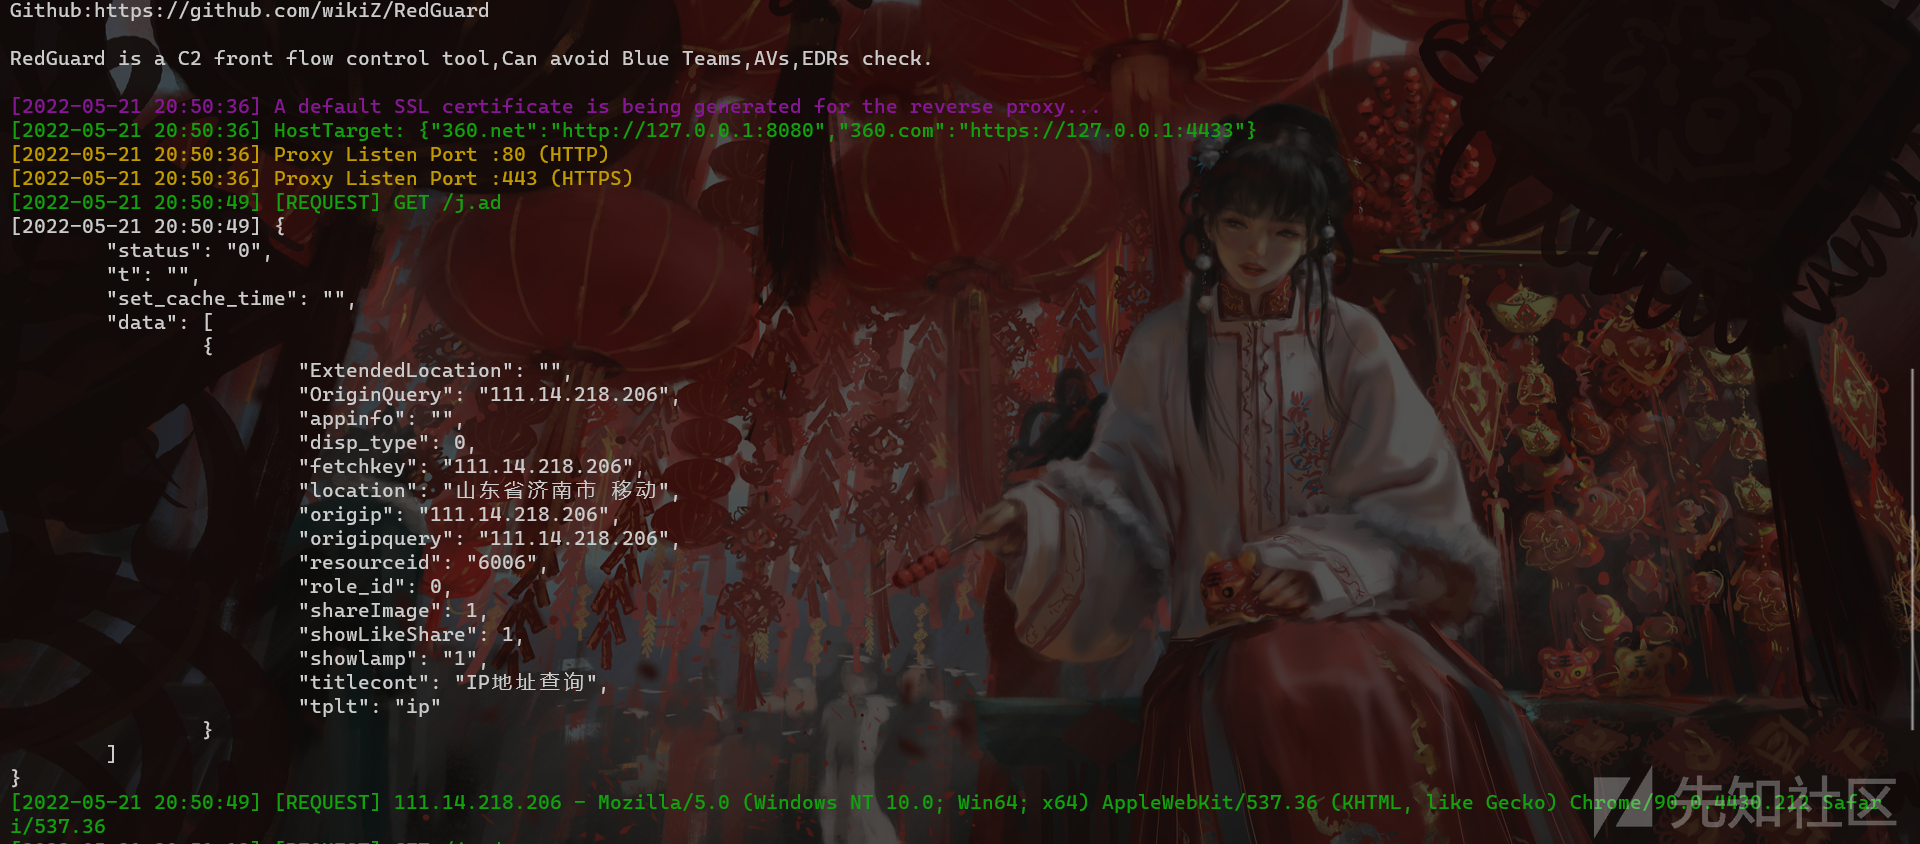 Github:https://github.com/wikiZ/RedGuard
RedGuard is a C2 front flow control tool,Can avoid Blue Teams,AVs,EDRs check.
[2022-05-21 20:50:36] A default SSL certificate is being generated for the reverse proxy...
[2022-05-21 20:50:36] HostTarget: {"360.net":"http://127.0.0.1:8080","360.com":"https://127.0.0.1:4433"}
[2022-05-21 20:50:36] Proxy Listen Port :80 (HTTP)
[2022-05-21 20:50:36] Proxy Listen Port :443 (HTTPS)
[2022-05-21 20:50:49] [REQUEST] GET /j.ad
[2022-05-21 20:50:49] {
"status": "0",
"t": "",
"set_cache_time": "",
"data": [
{
"ExtendedLocation": "",
"OriginQuery": "111.14.218.206",
"appinfo": "",
"disp_type": 0,
"fetchkey": "111.14.218.206",
"location": "山东省济南市 移动",
"origip": "111.14.218.206",
"origipquery": "111.14.218.206",
"resourceid": "6006",
"role_id": 0,
"shareImage": 1,
"showLikeShare": 1,
"showlamp": "1",
"titlecont": "IP地址查询",
"tplt": "ip"
}
]
}
[2022-05-21 20:50:49] [REQUEST] 111.14.218.206 - Mozilla/5.0 (Windows NT 10.0; Win64; x64) AppleWebKit/537.36 (KHTML, like Gecko) Chrome/90.0.4430.212 Safar
i/537.36
先知社区